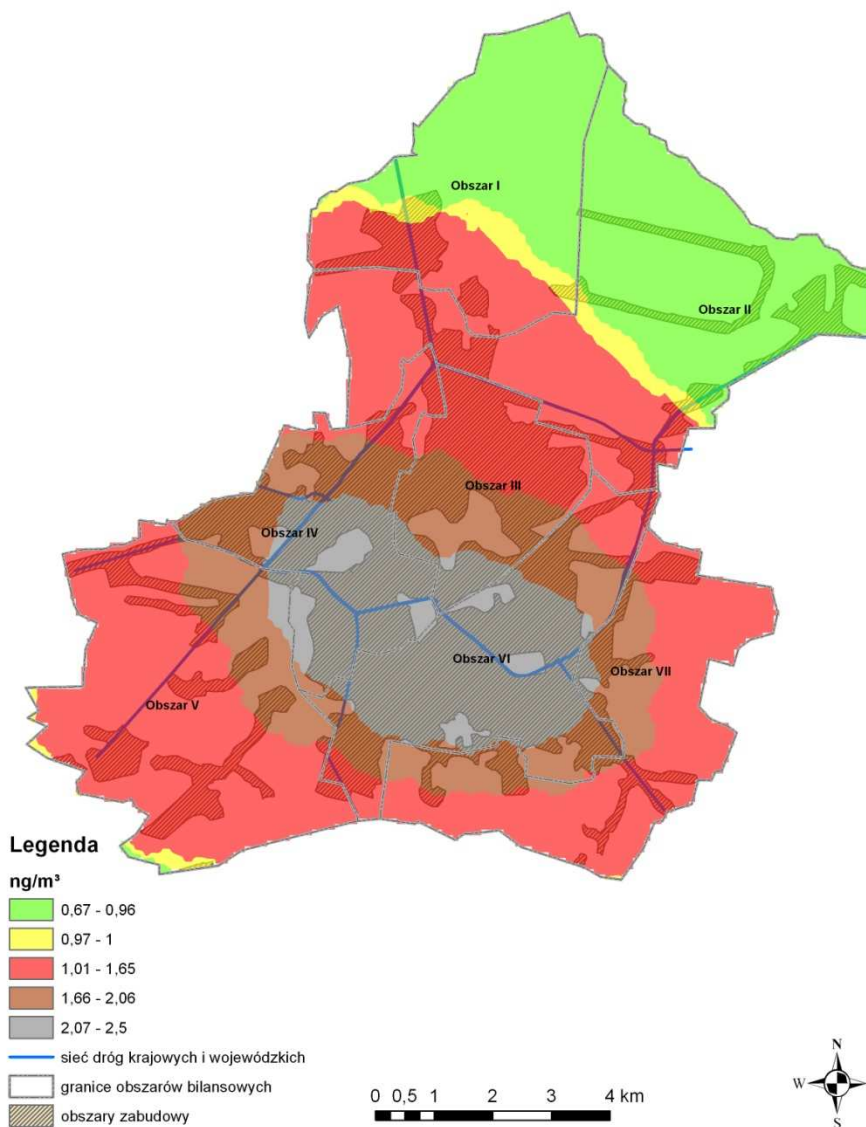 Obszar I
Obszar II
Obszar III
Obszar IV
Obszar VI
Obszar VII
Obszar V
Legenda
ng/m³
0,67 - 0,96
0,97 - 1
1,01 - 1,65
1,66 - 2,06
2,07 - 2,5
sieć dróg krajowych i wojewódzkich
granice obszarów bilansowych
obszary zabudowy
0 0,5 1 2 3 4 km
N
W E
S